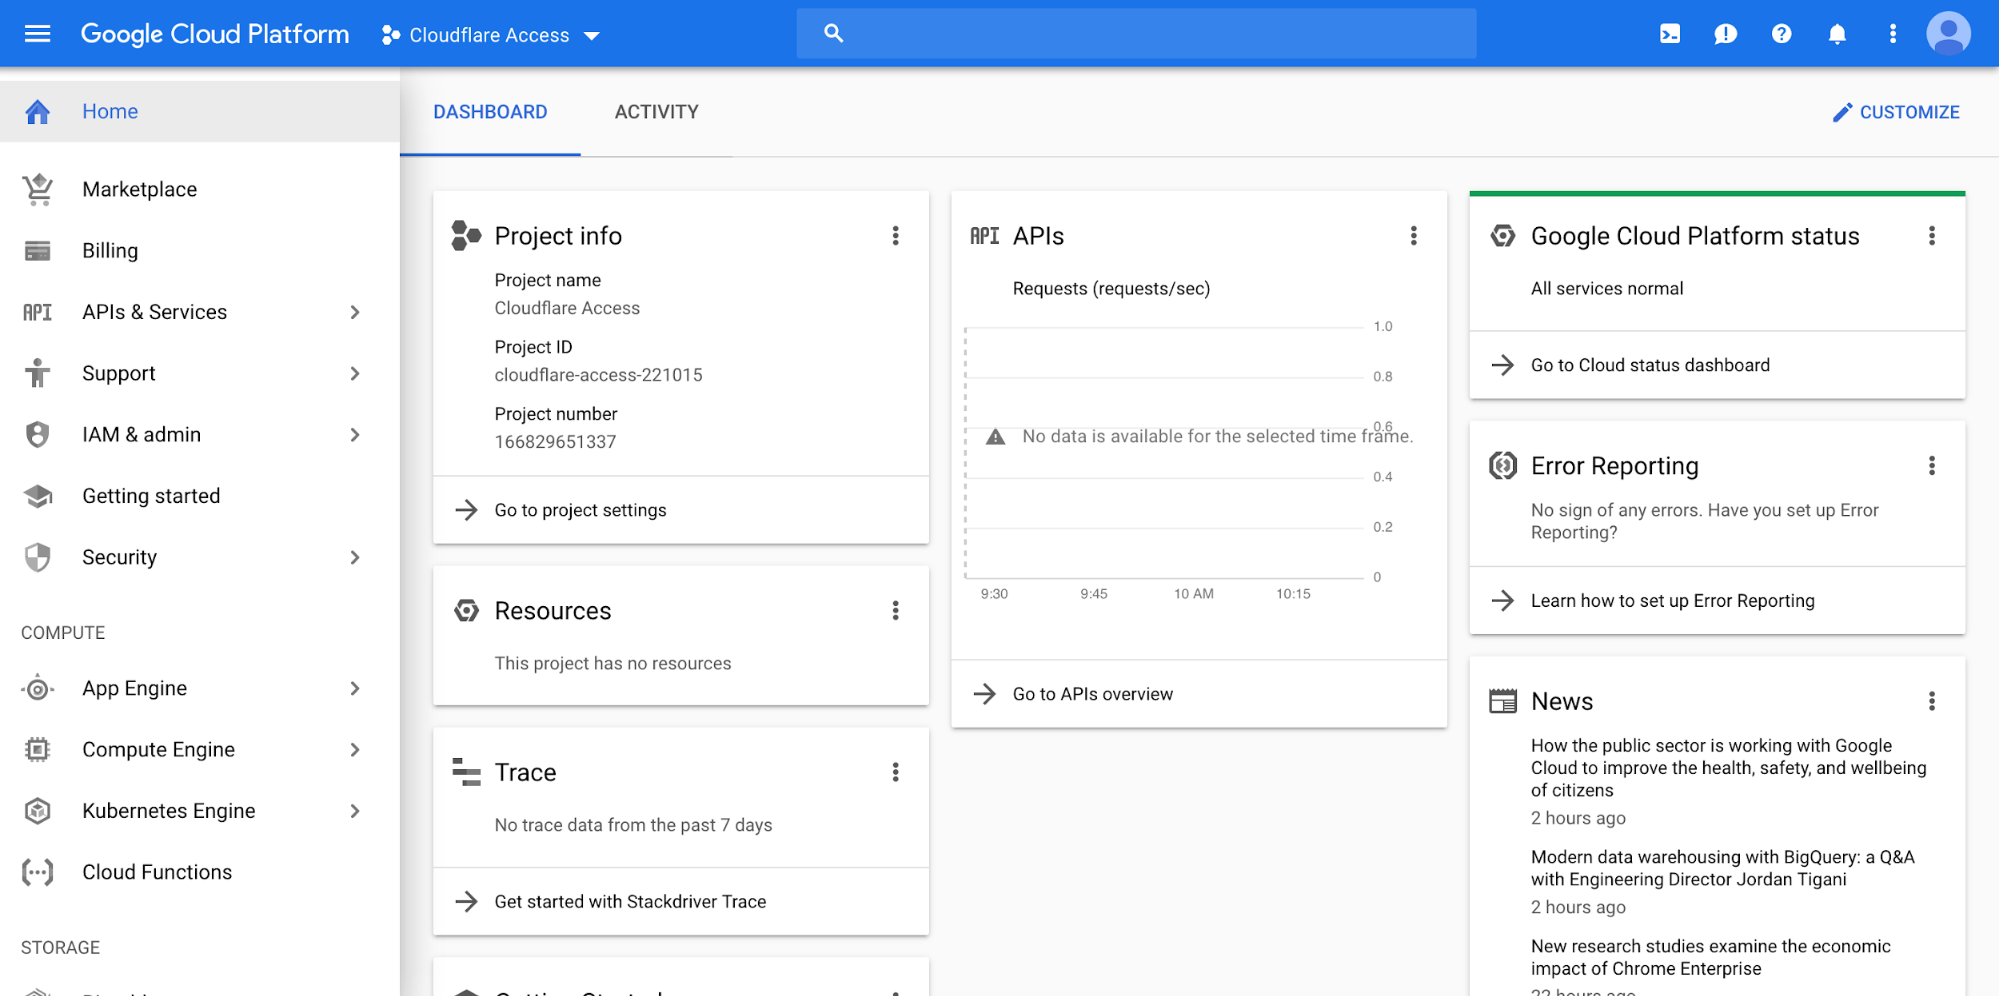 Google Cloud Platform
Cloudflare Access
Home
Marketplace
Billing
API
APIs & Services
Support
IAM & admin
Getting started
Security
COMPUTE
App Engine
Compute Engine
Kubernetes Engine
Cloud Functions
STORAGE
DASHBOARD
ACTIVITY
CUSTOMIZE
Project info
Project name
Cloudflare Access
Project ID
cloudflare-access-221015
Project number
166829651337
Go to project settings
Resources
This project has no resources
Trace
No trace data from the past 7 days
Get started with Stackdriver Trace
API APIs
Requests (requests/sec)
1.0
0.8
0.6
No data is available for the selected time frame.
0.4
0.2
0
9:30 9:45 10 AM 10:15
Go to APIs overview
Google Cloud Platform status
All services normal
Go to Cloud status dashboard
Error Reporting
No sign of any errors. Have you set up Error
Reporting?
Learn how to set up Error Reporting
News
How the public sector is working with Google
Cloud to improve the health, safety, and wellbeing
of citizens
2 hours ago
Modern data warehousing with BigQuery: a Q&A
with Engineering Director Jordan Tigani
2 hours ago
New research studies examine the economic
impact of Chrome Enterprise